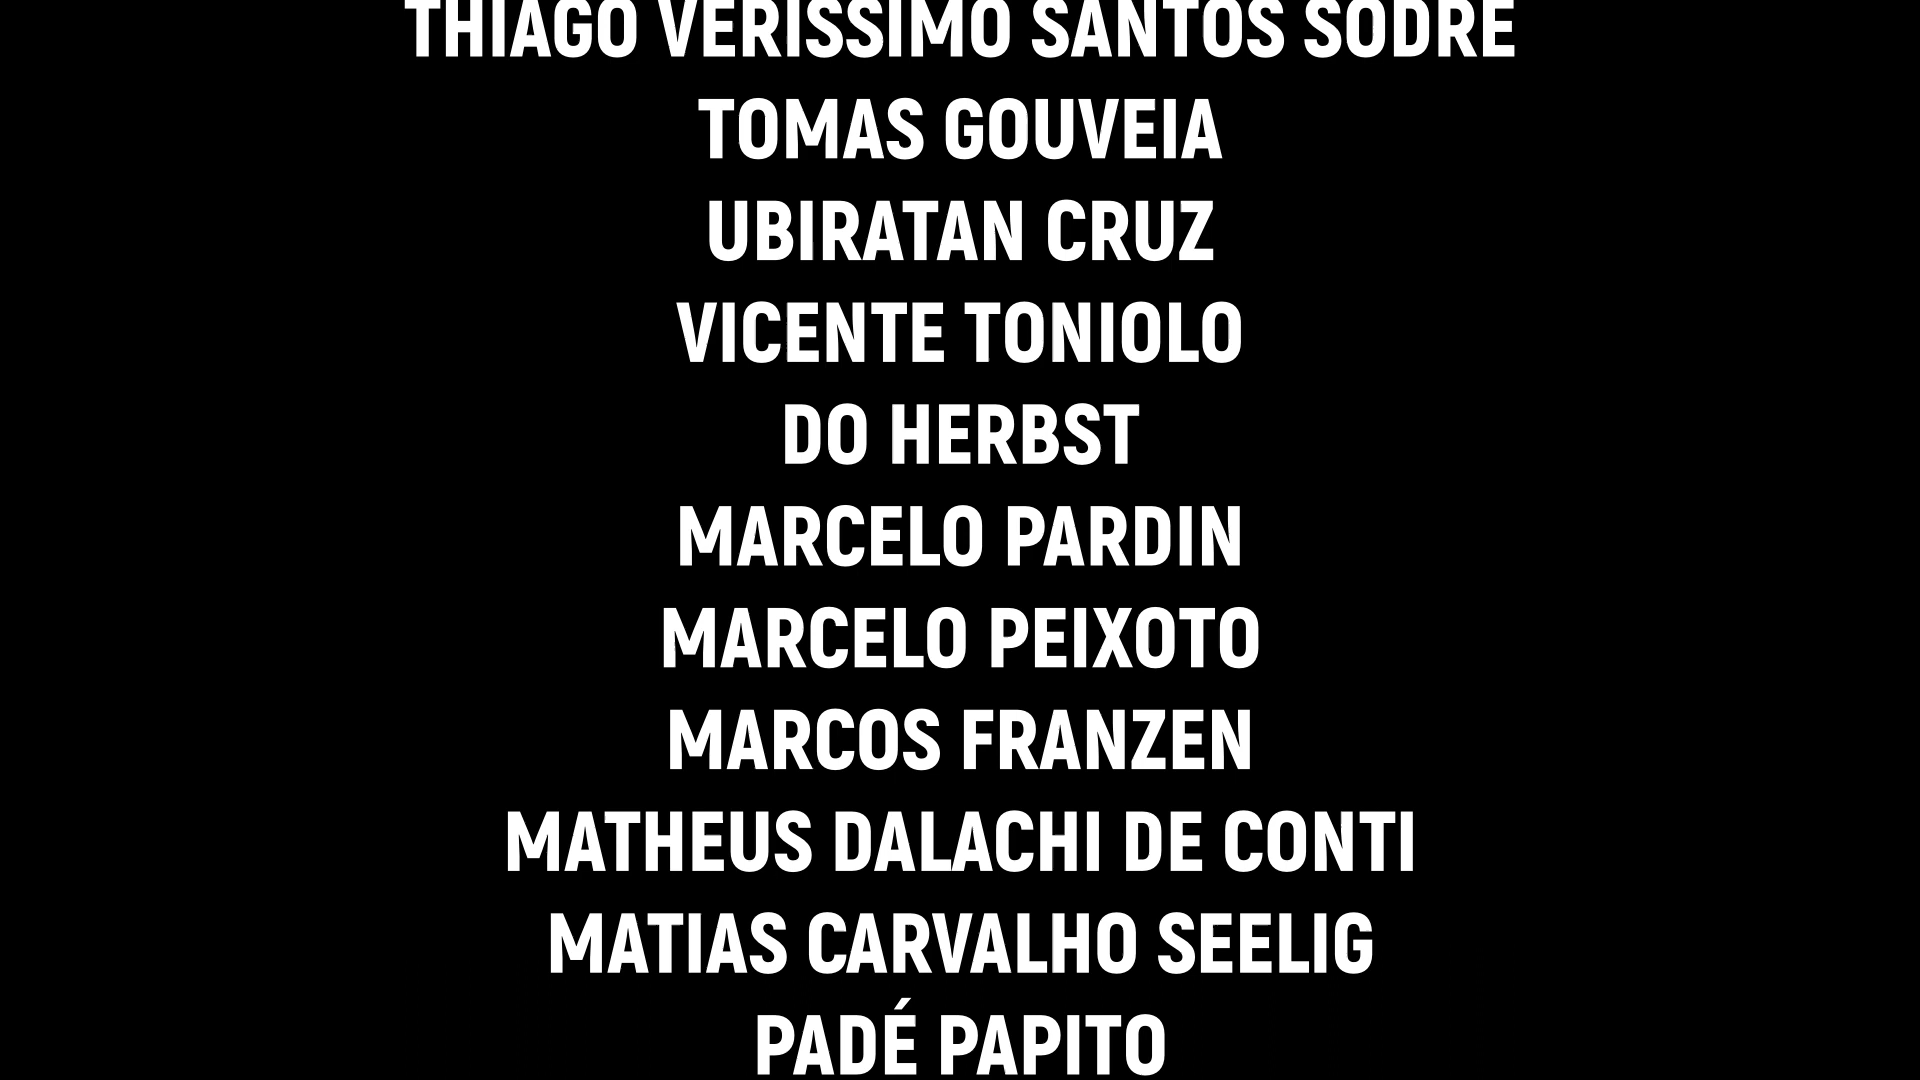 THIAGO VERISSIMO SANTOS SODRE
TOMAS GOUVEIA
UBIRATAN CRUZ
VICENTE TONIOLO
DO HERBST
MARCELO PARDIN
MARCELO PEIXOTO
MARCOS FRANZEN
MATHEUS DALACHI DE CONTI
MATIAS CARVALHO SEELIG
PADÉ PAPITO